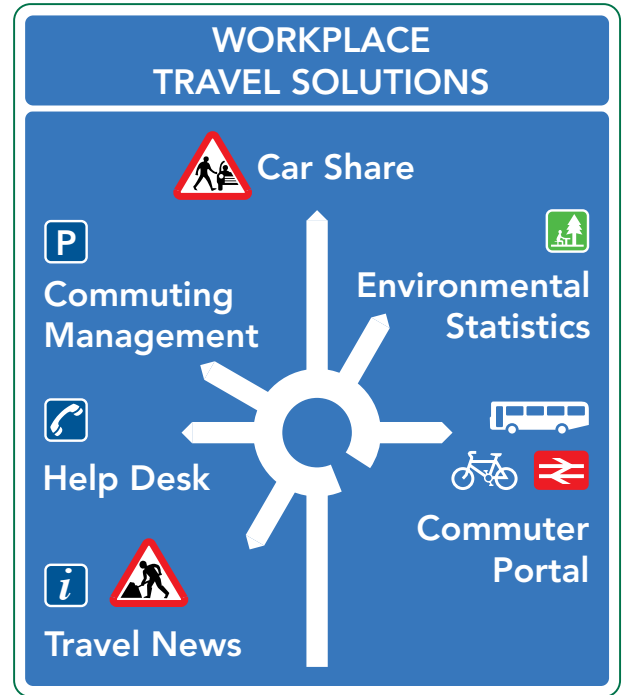 WORKPLACE
TRAVEL SOLUTIONS
Car Share
P
Commuting
Management
Environmental
Statistics
Help Desk
Commuter
Portal
i
Travel News